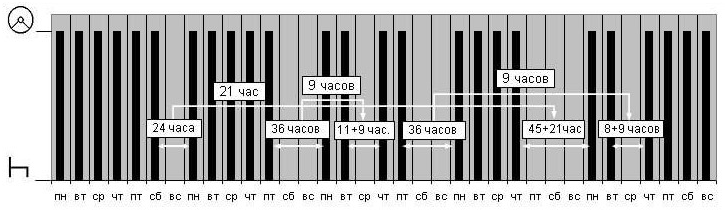 21 час
9 часов
9 часов
24 часа
36 часов
11+9 час.
36 часов
45+21час
8+9 часов
пн вт ср чт пт сб вс пн вт ср чт пт сб вс пн вт ср чт пт сб вс пн вт ср чт пт сб вс пн вт ср чт пт сб вс